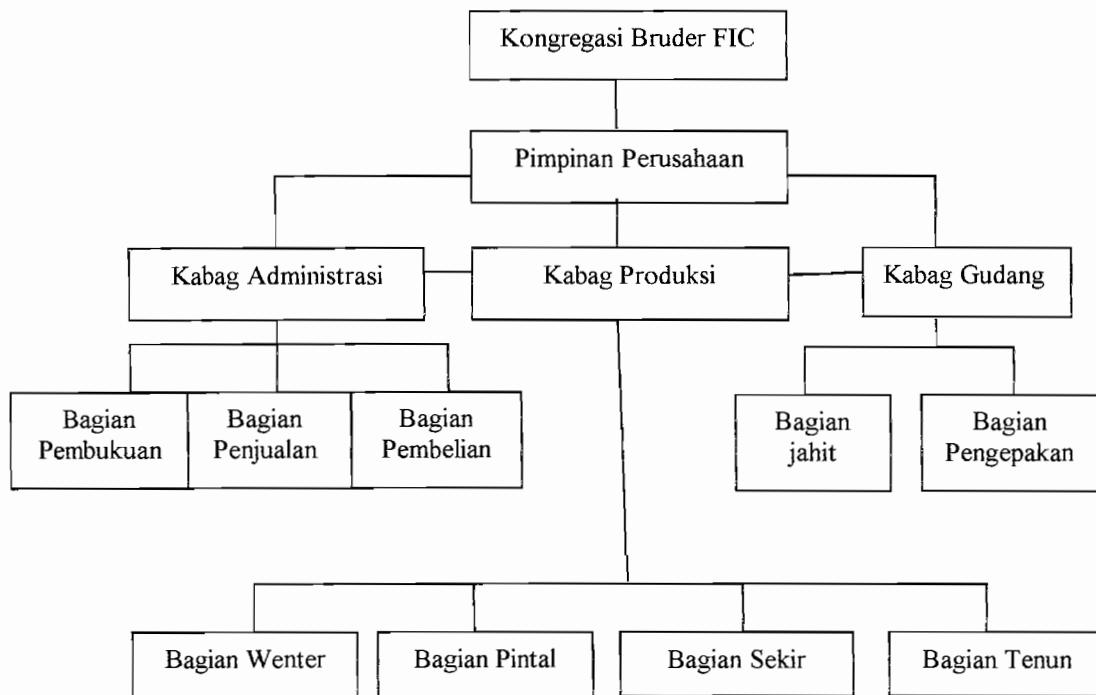 Kongregasi Bruder FIC
Pimpinan Perusahaan
Kabag Administrasi
Kabag Produksi
Kabag Gudang
Bagian
Pembukuan
Bagian
Penjualan
Bagian
Pembelian
Bagian
jahit
Bagian
Pengepakan
Bagian Wenter
Bagian Pintal
Bagian Sekir
Bagian Tenun